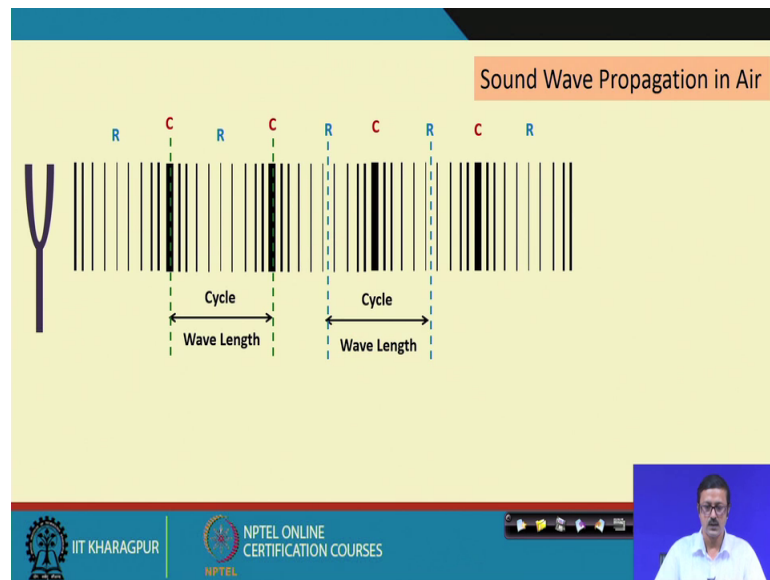 Sound Wave Propagation in Air
R C R C R C R C R
Cycle
Wave Length
Cycle
Wave Length
IIT KHARAGPUR
NPTEL
NPTEL ONLINE
CERTIFICATION COURSES